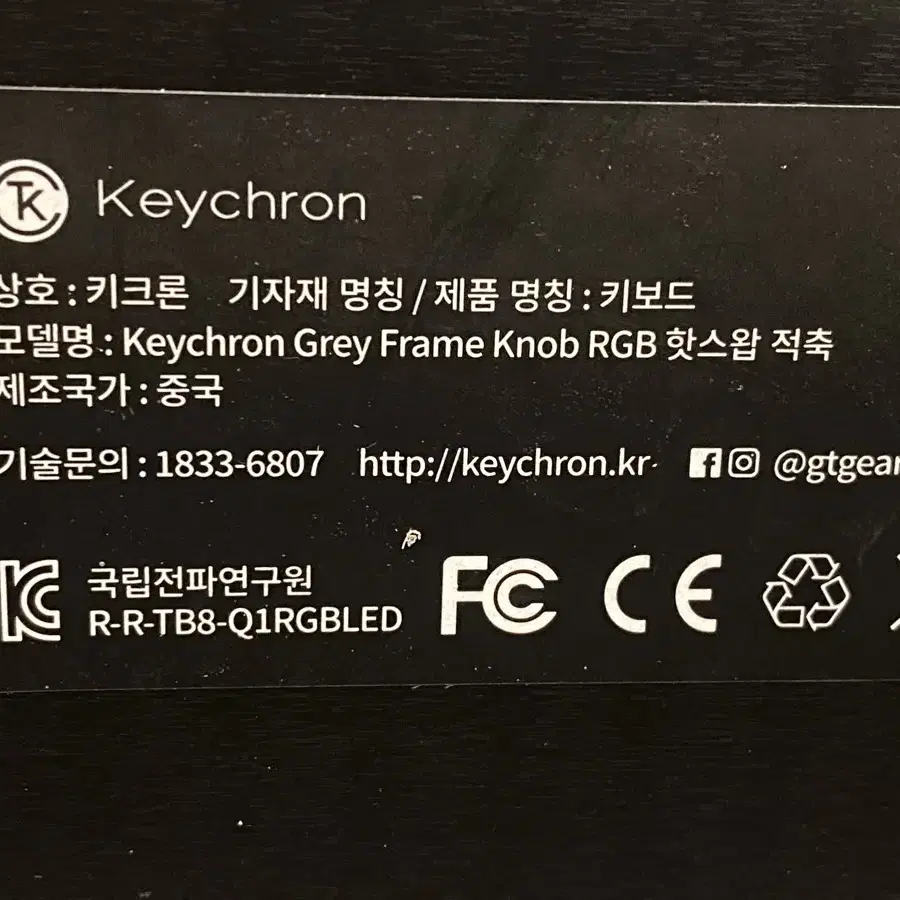 Keychron
상호 : 키크론 기자재 명칭 / 제품 명칭 : 키보드
모델명 : Keychron Grey Frame Knob RGB 핫스왑 적축
제조국가 : 중국
기술문의 : 1833-6807 http://keychron.kr @gtgear
국립전파연구원
R-R-TB8-Q1RGBLED
FC CE